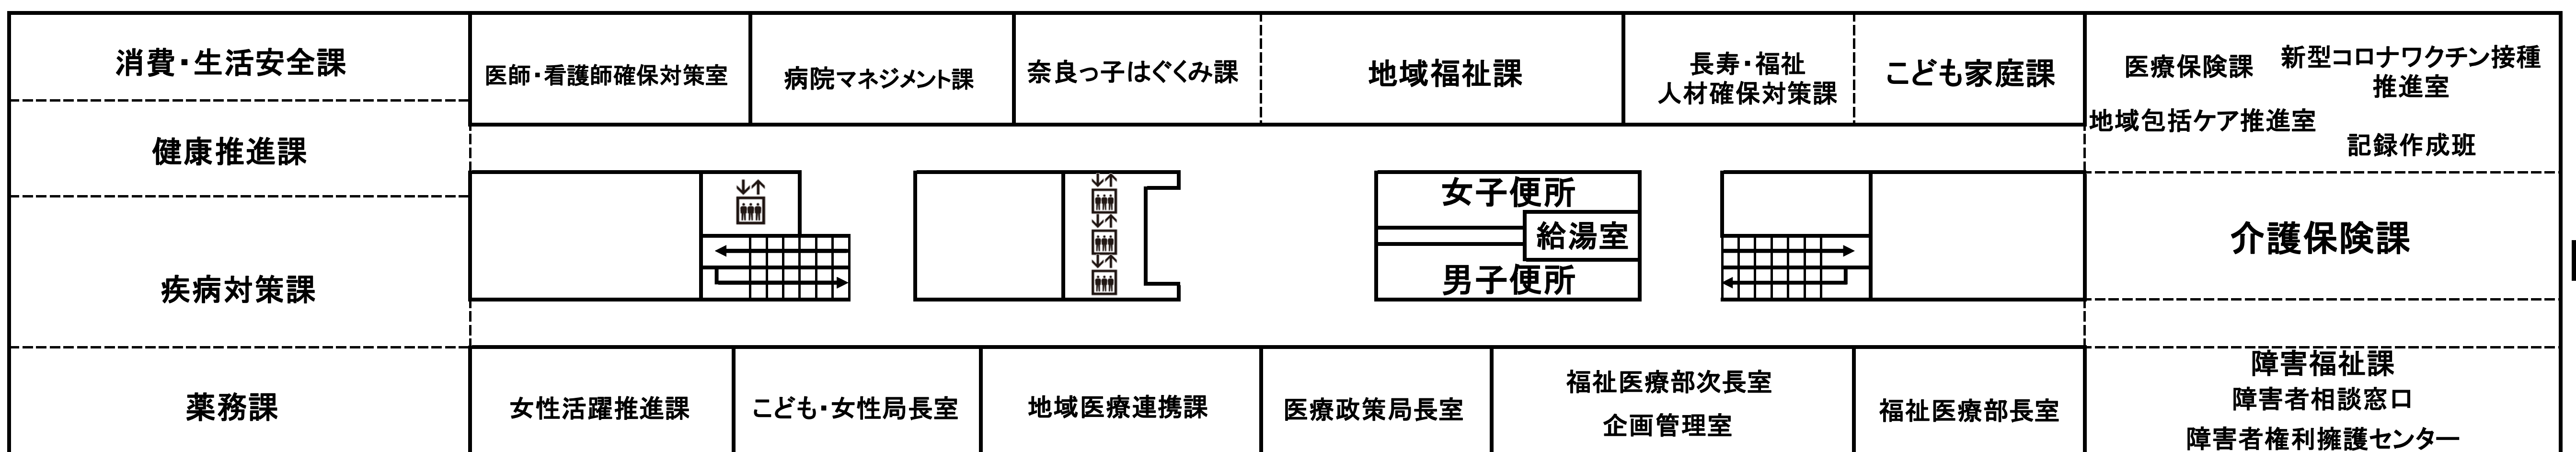 消費・生活安全課
医師・看護師確保対策室
病院マネジメント課
奈良っ子はぐくみ課
地域福祉課
長寿・福祉
人材確保対策課
こども家庭課
医療保険課
新型コロナワクチン接種
推進室
地域包括ケア推進室
記録作成班
健康推進課
女子便所
給湯室
男子便所
介護保険課
疾病対策課
薬務課
女性活躍推進課
こども・女性局長室
地域医療連携課
医療政策局長室
福祉医療部次長室
企画管理室
福祉医療部長室
障害福祉課
障害者相談窓口
障害者権利擁護センター